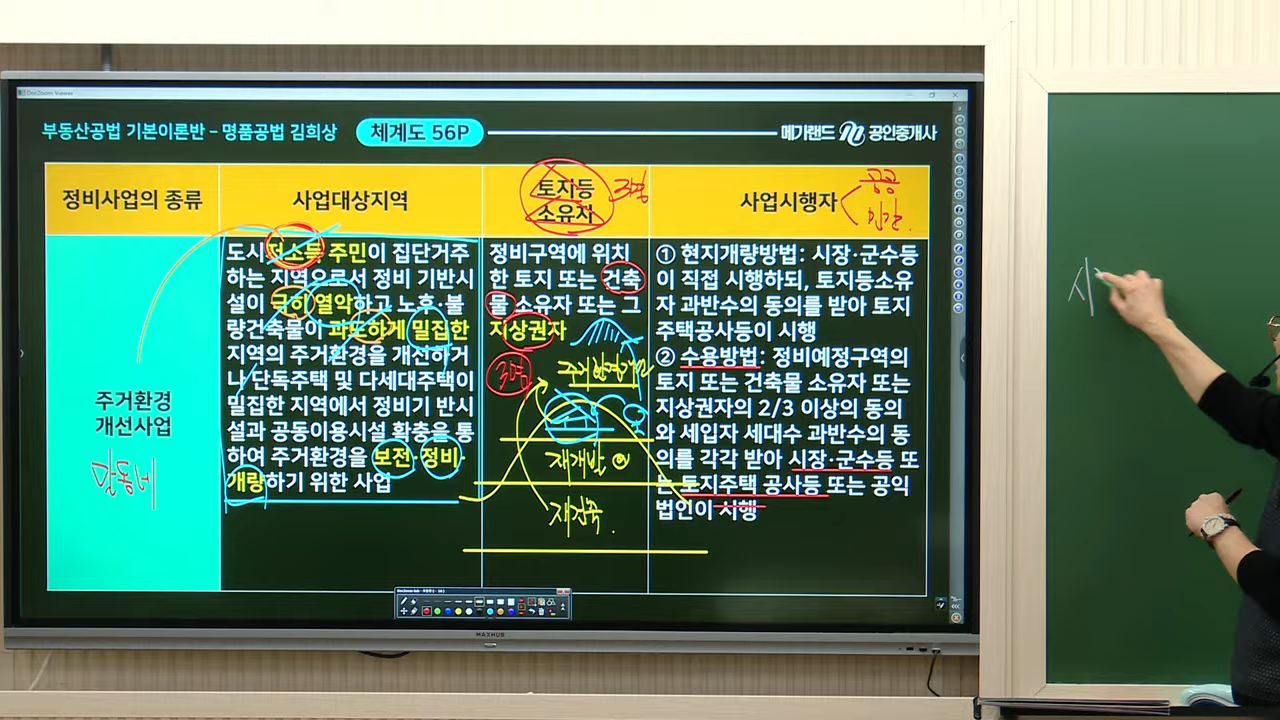 DocZoom Viewer
부동산공법 기본이론반 - 명품공법 김희상 체계도 56P 메가랜드 공인중개사
정비사업의 종류
사업대상지역
토지등
소유자
3명
사업시행자
공공
민간
주거환경
개선사업
달동네
도시저소득 주민이 집단거주
하는 지역으로서 정비 기반시
설이 극히 열악하고 노후·불
량건축물이 과도하게 밀집한
지역의 주거환경을 개선하거
나 단독주택 및 다세대주택이
밀집한 지역에서 정비기 반시
설과 공동이용시설 확충을 통
하여 주거환경을 보전·정비·
개량하기 위한 사업
정비구역에 위치
한 토지 또는 건축
물 소유자 또는 그
지상권자
3명
주거환경개선
재개발
재건축
① 현지개량방법: 시장·군수등
이 직접 시행하되, 토지등소유
자 과반수의 동의를 받아 토지
주택공사등이 시행
② 수용방법: 정비예정구역의
토지 또는 건축물 소유자 또는
지상권자의 2/3 이상의 동의
와 세입자 세대수 과반수의 동
의를 각각 받아 시장·군수등 또
는 토지주택 공사등 또는 공익
법인이 시행
MAXHUB
시